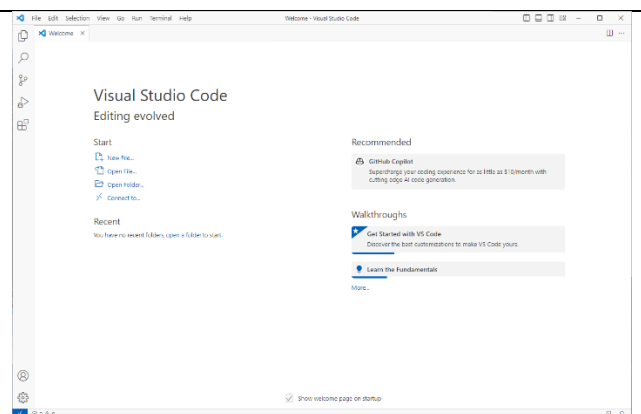 File Edit Selection View Go Run Terminal Help
Welcome - Visual Studio Code
Welcome
Visual Studio Code
Editing evolved
Start
New File...
Open File...
Open Folder...
Connect to...
Recent
You have no recent folders, open a folder to start.
Recommended
GitHub Copilot
Supercharge your coding experience for as little as $10/month with
cutting edge AI code generation.
Walkthroughs
Get Started with VS Code
Discover the best customizations to make VS Code yours.
Learn the Fundamentals
More...
Show welcome page on startup